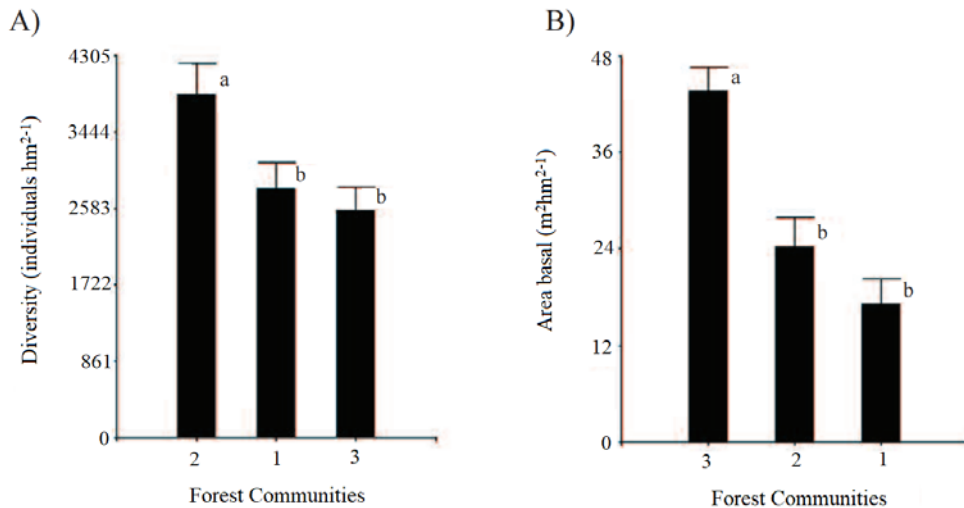 A)
Diversity (individuals hm²⁻¹)
4305
3444
2583
1722
861
0
a
b
b
2 1 3
Forest Communities
B)
Area basal (m²hm²⁻¹)
48
36
24
12
0
a
b
b
3 2 1
Forest Communities